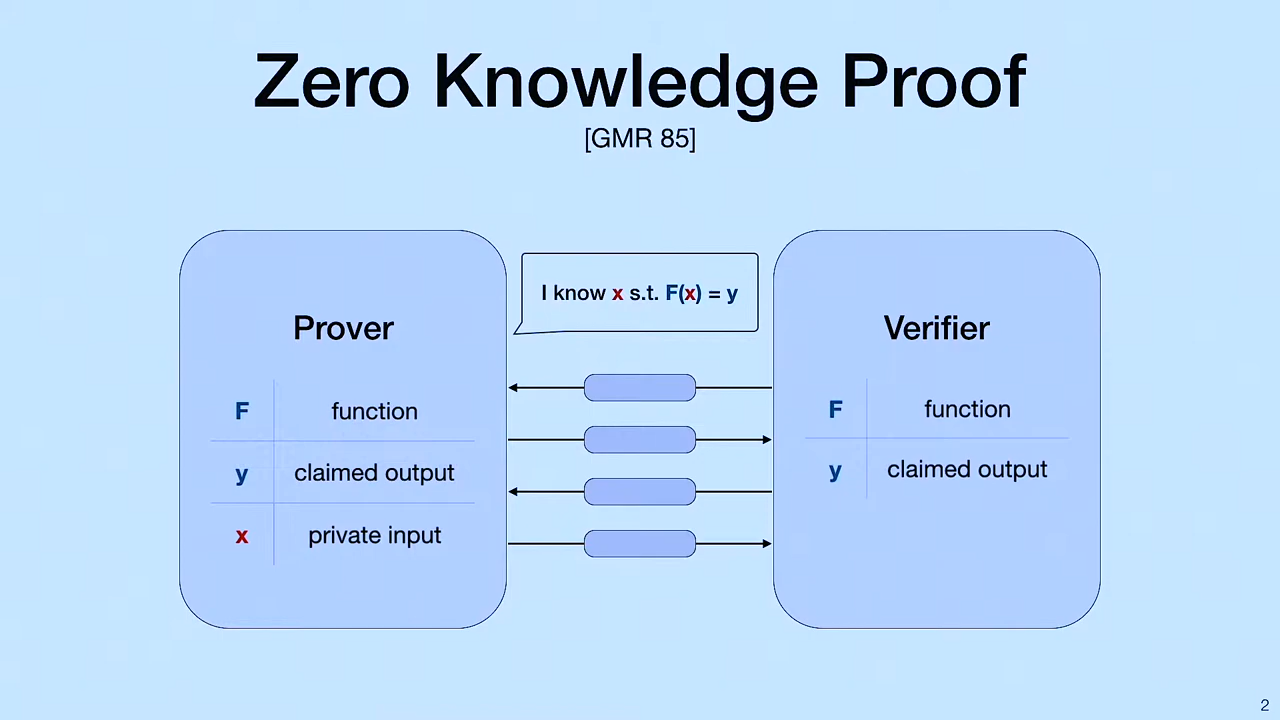 Zero Knowledge Proof
[GMR 85]
I know x s.t. F(x) = y
Prover
F function
y claimed output
x private input
Verifier
F function
y claimed output
2